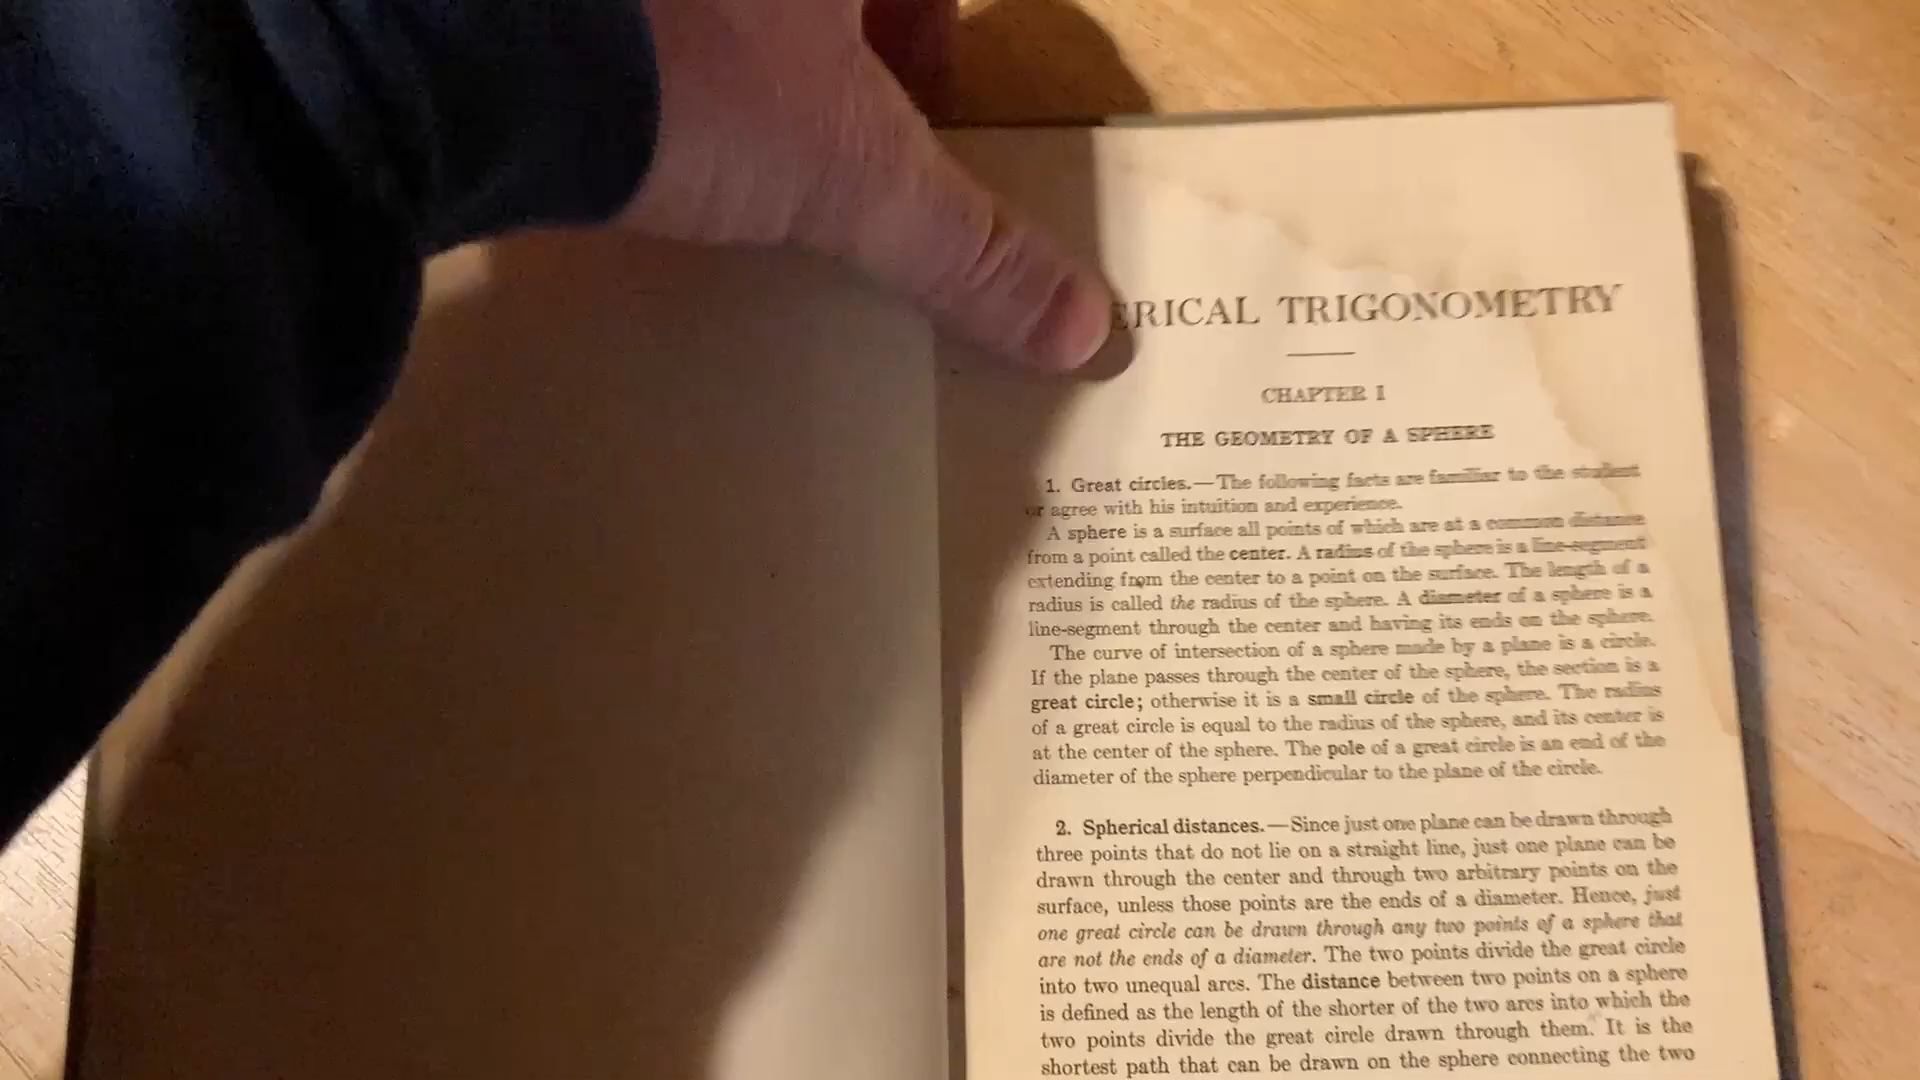 ERICAL TRIGONOMETRY
CHAPTER I
THE GEOMETRY OF A SPHERE
1. Great circles.—The following facts are familiar to the student
or agree with his intuition and experience.
A sphere is a surface all points of which are at a common distance
from a point called the center. A radius of the sphere is a line-segment
extending from the center to a point on the surface. The length of a
radius is called the radius of the sphere. A diameter of a sphere is a
line-segment through the center and having its ends on the sphere.
The curve of intersection of a sphere made by a plane is a circle.
If the plane passes through the center of the sphere, the section is a
great circle; otherwise it is a small circle of the sphere. The radius
of a great circle is equal to the radius of the sphere, and its center is
at the center of the sphere. The pole of a great circle is an end of the
diameter of the sphere perpendicular to the plane of the circle.
2. Spherical distances.—Since just one plane can be drawn through
three points that do not lie on a straight line, just one plane can be
drawn through the center and through two arbitrary points on the
surface, unless those points are the ends of a diameter. Hence, just
one great circle can be drawn through any two points of a sphere that
are not the ends of a diameter. The two points divide the great circle
into two unequal arcs. The distance between two points on a sphere
is defined as the length of the shorter of the two arcs into which the
two points divide the great circle drawn through them. It is the
shortest path that can be drawn on the sphere connecting the two